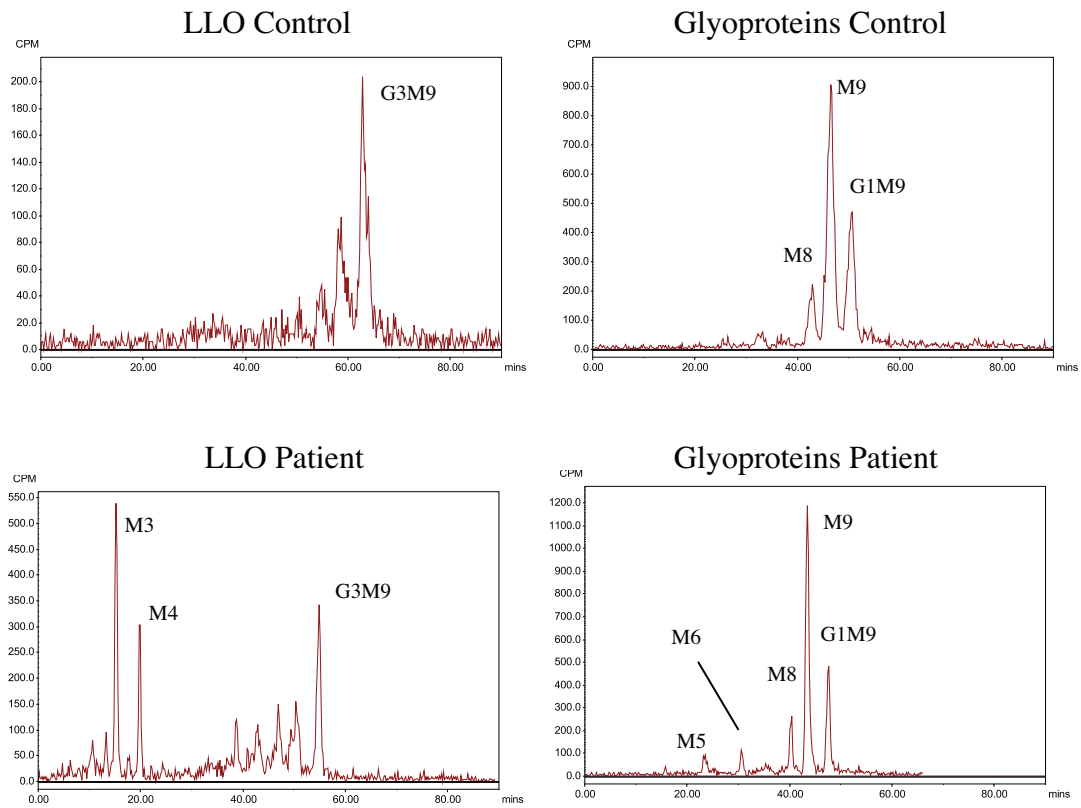 LLO Control
CPM
200.0
180.0
160.0
140.0
120.0
100.0
80.0
60.0
40.0
20.0
0.0
G3M9
0.00 20.00 40.00 60.00 80.00 mins
Glyoproteins Control
CPM
900.0
800.0
700.0
600.0
500.0
400.0
300.0
200.0
100.0
0.0
M9
G1M9
M8
0.00 20.00 40.00 60.00 80.00 mins
LLO Patient
CPM
550.0
500.0
450.0
400.0
350.0
300.0
250.0
200.0
150.0
100.0
50.0
0.0
M3
M4
G3M9
0.00 20.00 40.00 60.00 80.00 mins
Glyoproteins Patient
CPM
1200.0
1100.0
1000.0
900.0
800.0
700.0
600.0
500.0
400.0
300.0
200.0
100.0
0.0
M9
M6
G1M9
M8
M5
0.00 20.00 40.00 60.00 80.00 mins